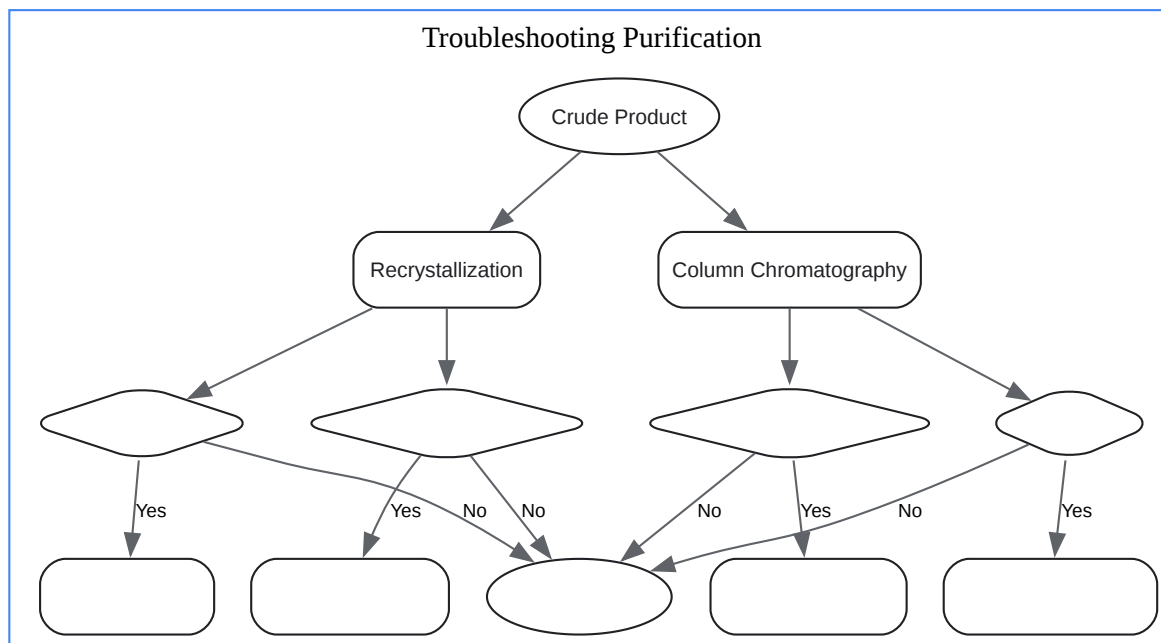 Troubleshooting Purification
Crude Product
Recrystallization
Column Chromatography
Yes
Yes
No
No
No
Yes
No
Yes